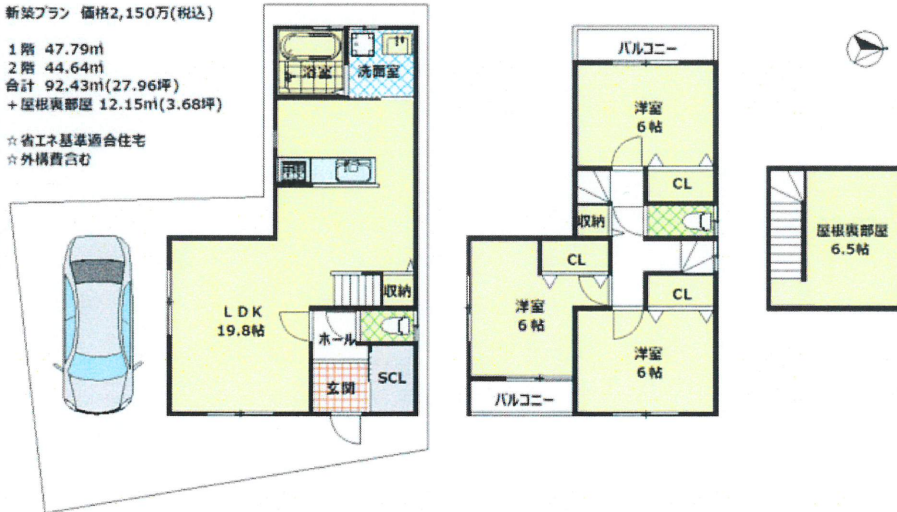 新築プラン 価格2,150万(税込)
1階 47.79㎡
2階 44.64㎡
合計 92.43㎡(27.96坪)
+屋根裏部屋 12.15㎡(3.68坪)
☆省エネ基準適合住宅
☆外構費含む
浴室
洗面室
LDK
19.8帖
収納
ホール
玄関
SCL
バルコニー
洋室
6帖
CL
収納
CL
洋室
6帖
CL
洋室
6帖
バルコニー
屋根裏部屋
6.5帖